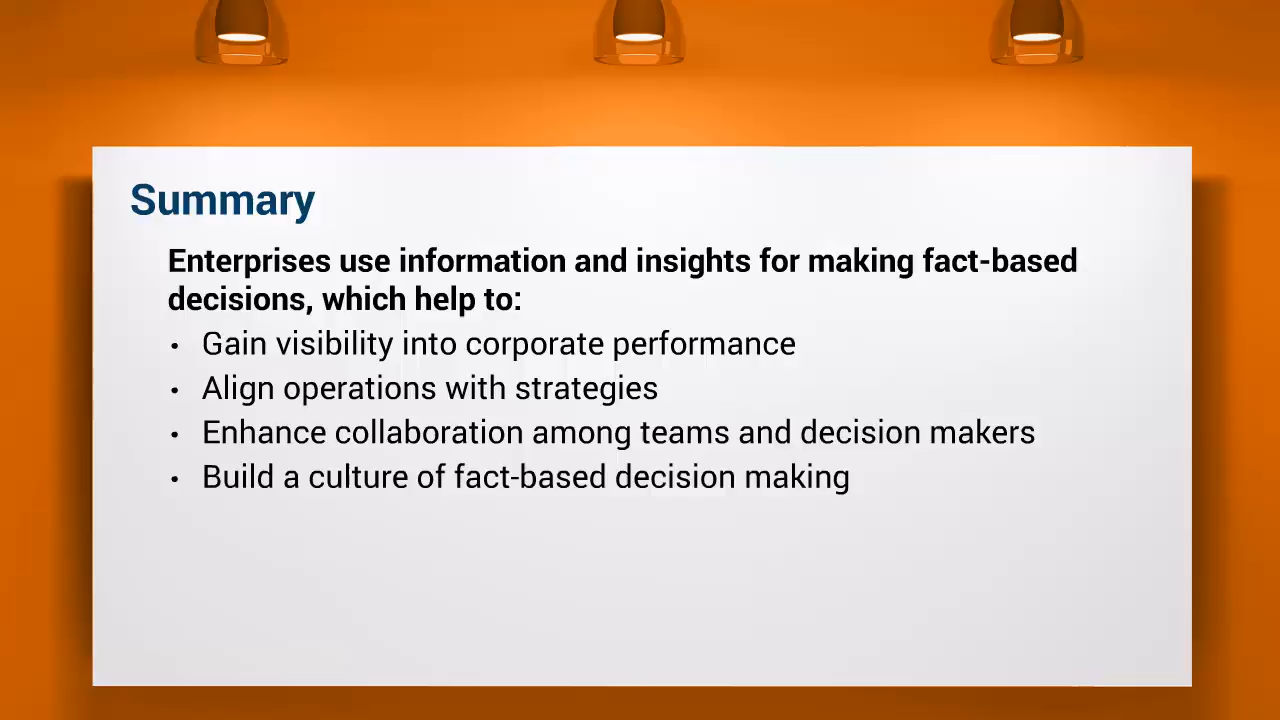 Summary
Enterprises use information and insights for making fact-based
decisions, which help to:
• Gain visibility into corporate performance
• Align operations with strategies
• Enhance collaboration among teams and decision makers
• Build a culture of fact-based decision making